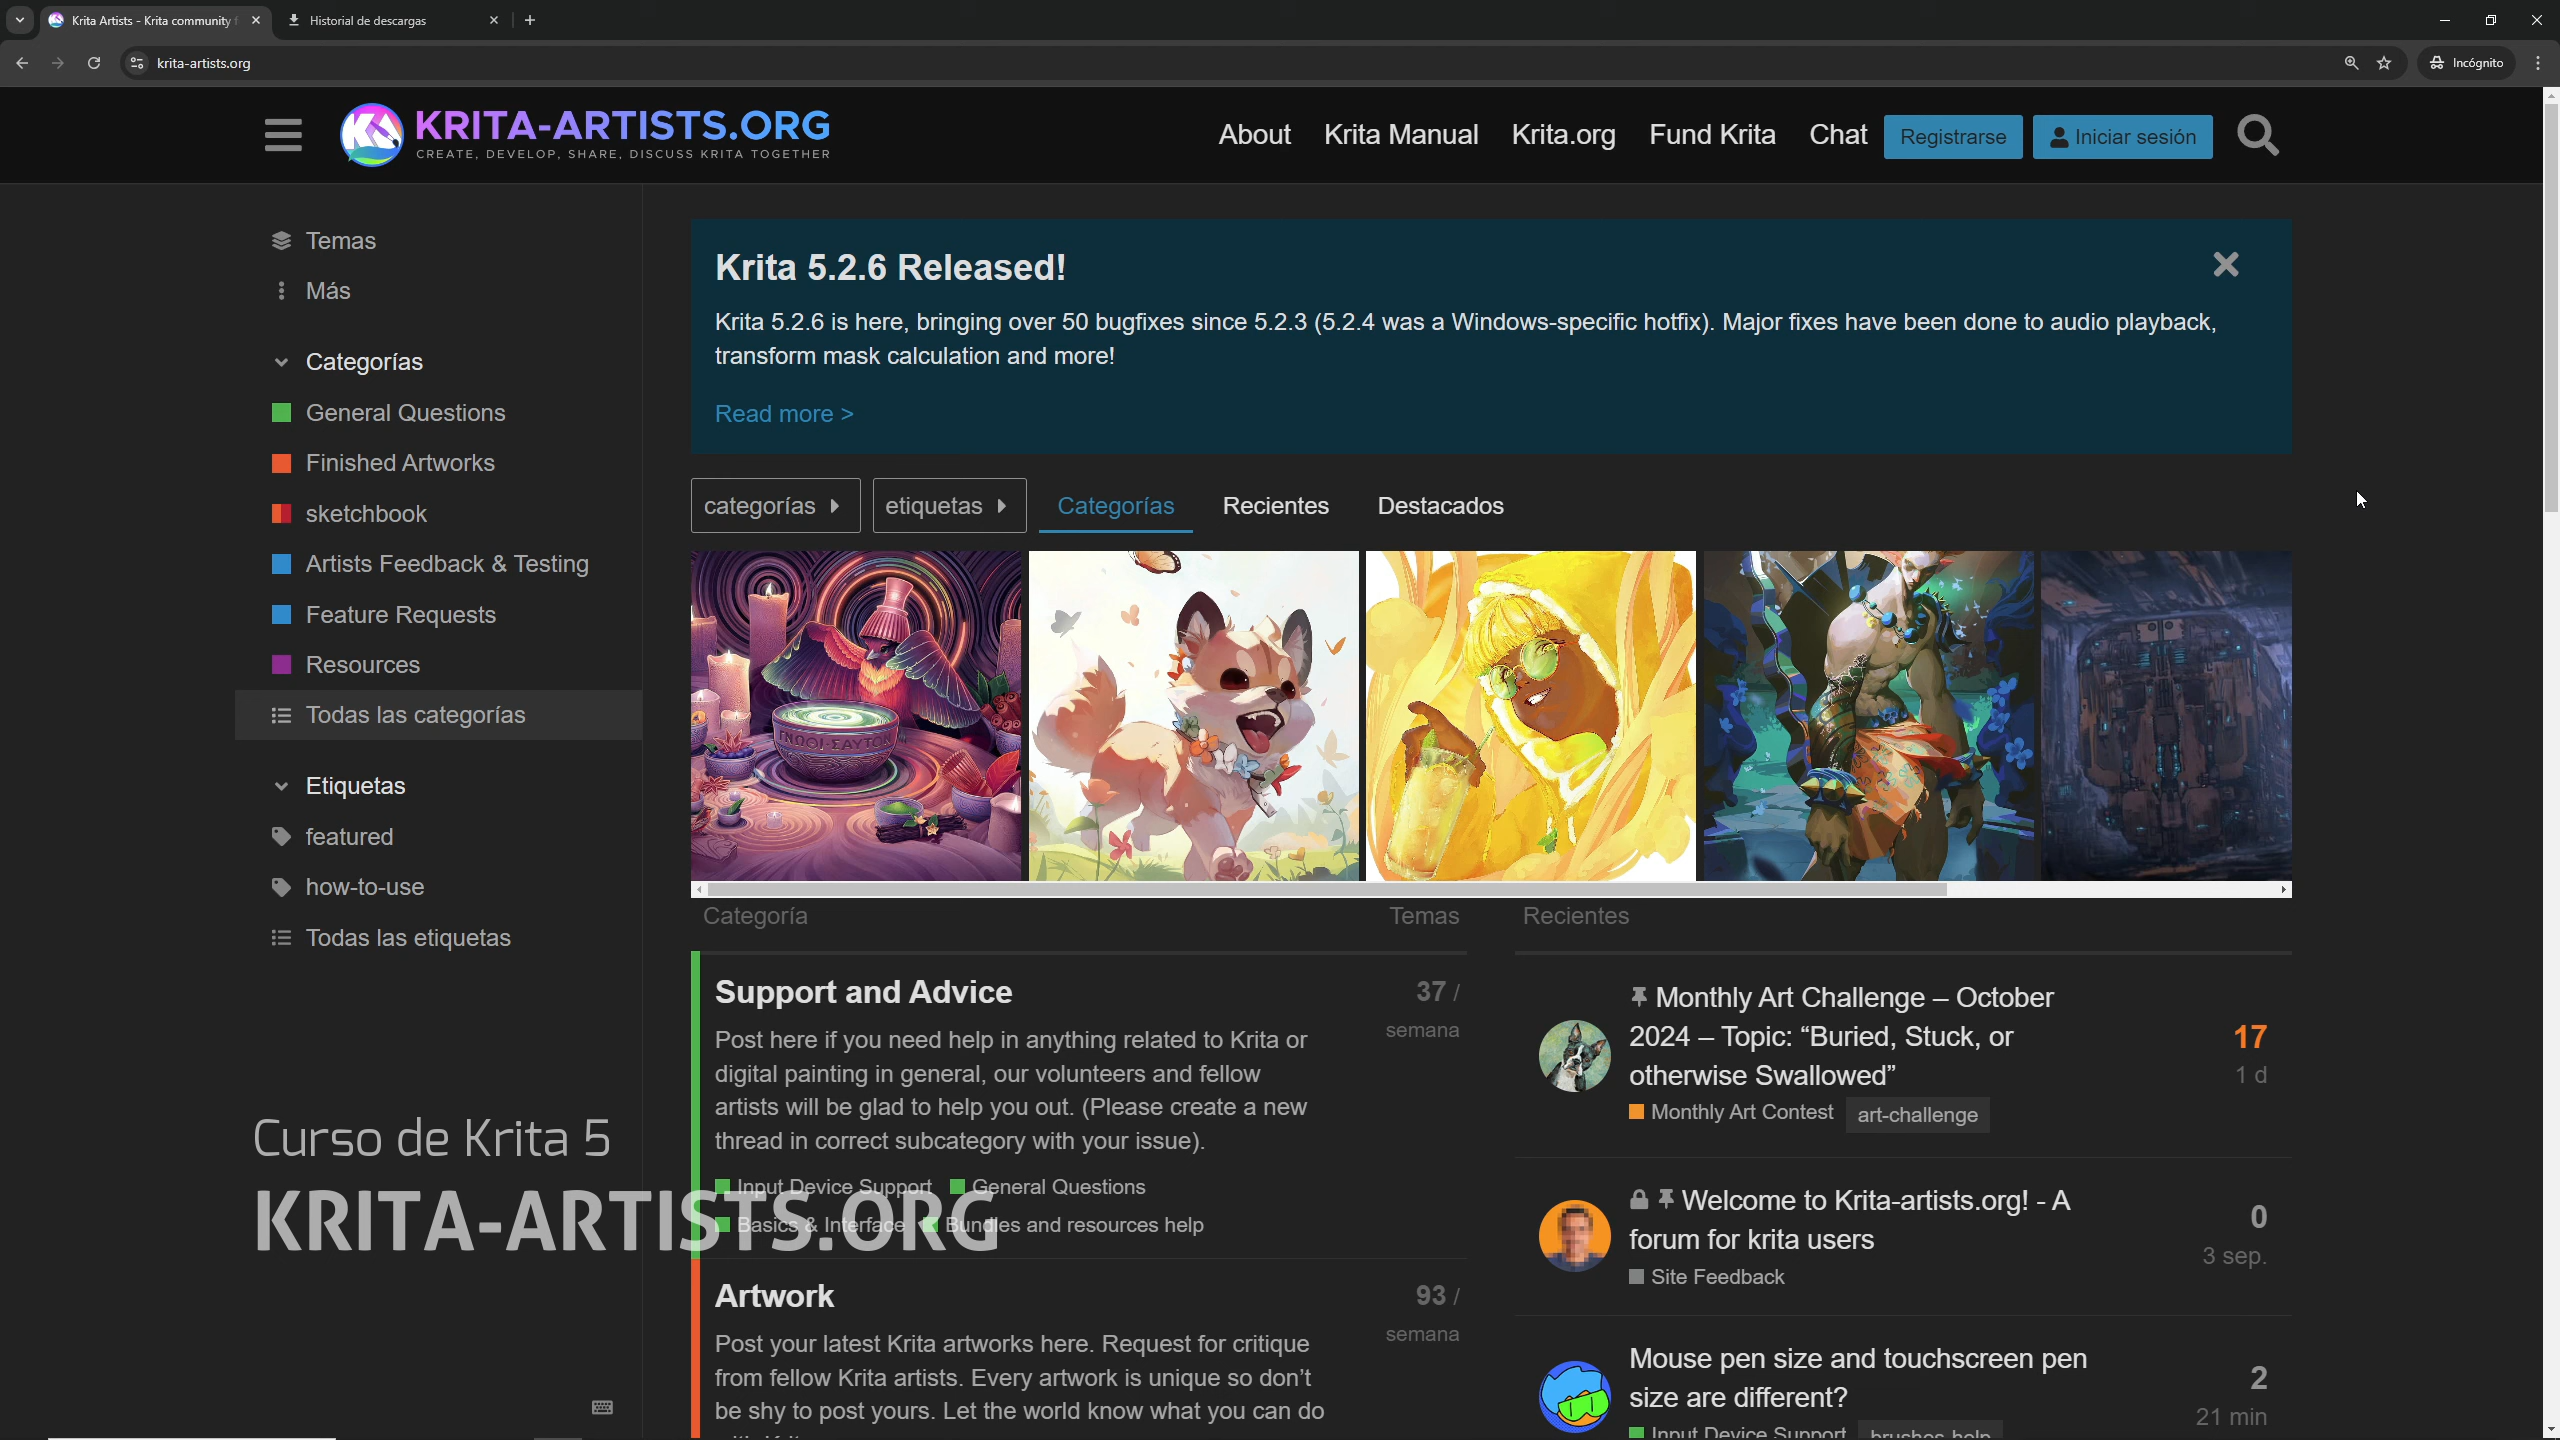 Krita Artists - Krita community f
Historial de descargas
krita-artists.org
Incógnito
KRITA-ARTISTS.ORG
CREATE, DEVELOP, SHARE, DISCUSS KRITA TOGETHER
About
Krita Manual
Krita.org
Fund Krita
Chat
Registrarse
Iniciar sesión
Temas
Más
Categorías
General Questions
Finished Artworks
sketchbook
Artists Feedback & Testing
Feature Requests
Resources
Todas las categorías
Etiquetas
featured
how-to-use
Todas las etiquetas
Krita 5.2.6 Released!
Krita 5.2.6 is here, bringing over 50 bugfixes since 5.2.3 (5.2.4 was a Windows-specific hotfix). Major fixes have been done to audio playback,
transform mask calculation and more!
Read more >
categorías
etiquetas
Categorías
Recientes
Destacados
ΓΝΩΘΙ·ΣΑΥΤΟΝ
Categoría
Temas
Support and Advice
37 /
semana
Post here if you need help in anything related to Krita or
digital painting in general, our volunteers and fellow
artists will be glad to help you out. (Please create a new
thread in correct subcategory with your issue).
Input Device Support
General Questions
Basics & Interface
Bundles and resources help
Artwork
93 /
semana
Post your latest Krita artworks here. Request for critique
from fellow Krita artists. Every artwork is unique so don't
be shy to post yours. Let the world know what you can do
Recientes
Monthly Art Challenge – October
2024 – Topic: “Buried, Stuck, or
otherwise Swallowed”
Monthly Art Contest
art-challenge
17
1 d
Welcome to Krita-artists.org! - A
forum for krita users
Site Feedback
0
3 sep.
Mouse pen size and touchscreen pen
size are different?
Input Device Support
brushes-help
2
21 min
Curso de Krita 5
KRITA-ARTISTS.ORG